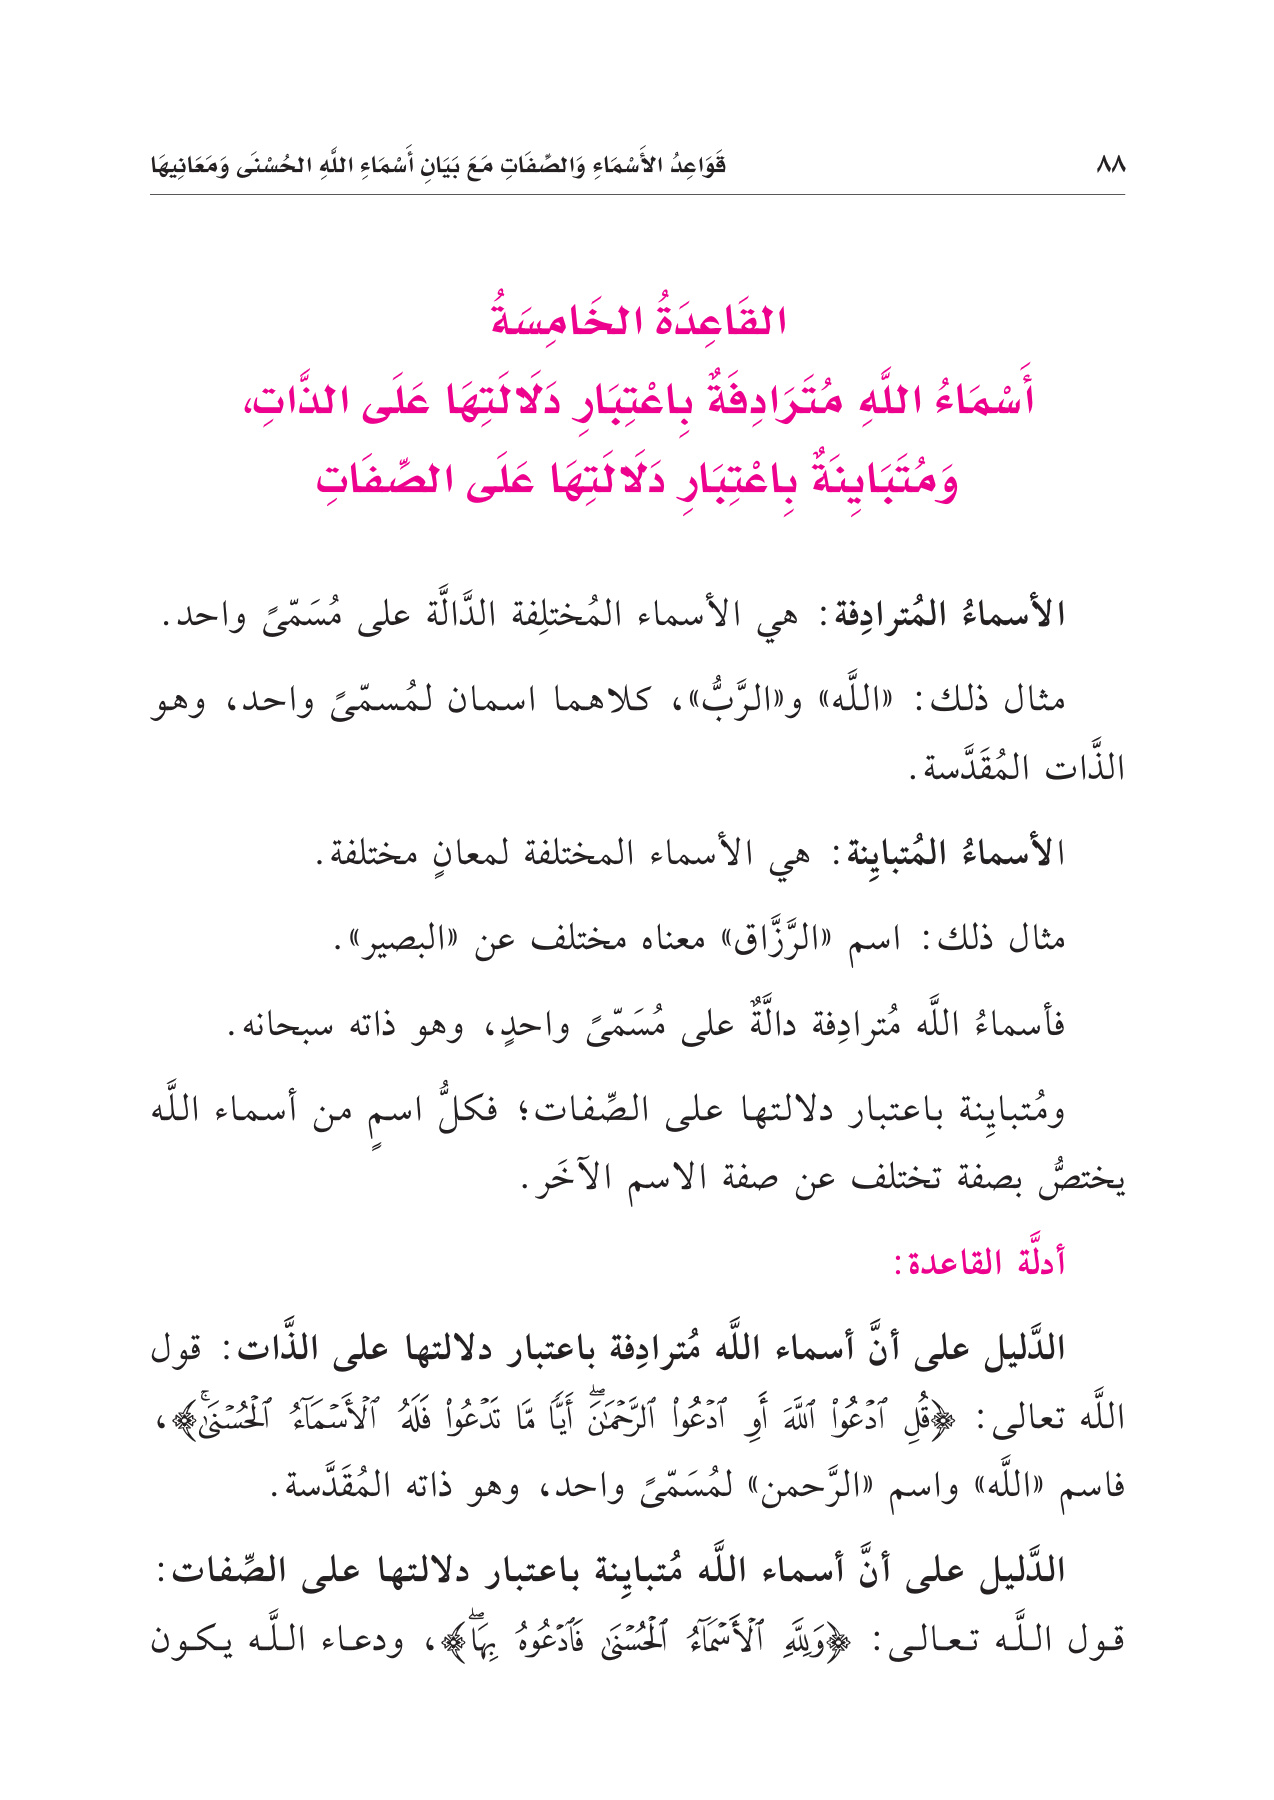 ٨٨ قَوَاعِدُ الأَسْمَاءِ وَالصِّفَاتِ مَعَ بَيَانِ أَسْمَاءِ اللَّهِ الحُسْنَى وَمَعَانِيهَا
القَاعِدَةُ الخَامِسَةُ
أَسْمَاءُ اللَّهِ مُتَرَادِفَةٌ بِاعْتِبَارِ دَلَالَتِهَا عَلَى الذَّاتِ،
وَمُتَبَايِنَةٌ بِاعْتِبَارِ دَلَالَتِهَا عَلَى الصِّفَاتِ
الأسماءُ المُترادِفة: هي الأسماء المُختلِفة الدَّالَّة على مُسَمّىً واحد.
مثال ذلك: «اللَّه» و«الرَّبُّ»، كلاهما اسمان لمُسمّىً واحد، وهو
الذَّات المُقَدَّسة.
الأسماءُ المُتبايِنة: هي الأسماء المختلفة لمعانٍ مختلفة.
مثال ذلك: اسم «الرَّزَّاق» معناه مختلف عن «البصير».
فأسماءُ اللَّه مُترادِفة دالَّةٌ على مُسَمّىً واحدٍ، وهو ذاته سبحانه.
ومُتبايِنة باعتبار دلالتها على الصِّفات؛ فكلُّ اسمٍ من أسماء اللَّه
يختصُّ بصفة تختلف عن صفة الاسم الآخَر.
أدلَّة القاعدة:
الدَّليل على أنَّ أسماء اللَّه مُترادِفة باعتبار دلالتها على الذَّات: قول
اللَّه تعالى: ﴿قُلِ ٱدۡعُواْ ٱللَّهَ أَوِ ٱدۡعُواْ ٱلرَّحۡمَٰنَۖ أَيّٗا مَّا تَدۡعُواْ فَلَهُ ٱلۡأَسۡمَآءُ ٱلۡحُسۡنَىٰۚ﴾،
فاسم «اللَّه» واسم «الرَّحمن» لمُسَمّىً واحد، وهو ذاته المُقَدَّسة.
الدَّليل على أنَّ أسماء اللَّه مُتبايِنة باعتبار دلالتها على الصِّفات:
قول اللَّه تعالى: ﴿وَلِلَّهِ ٱلۡأَسۡمَآءُ ٱلۡحُسۡنَىٰ فَٱدۡعُوهُ بِهَاۖ﴾، ودعاء اللَّه يكون